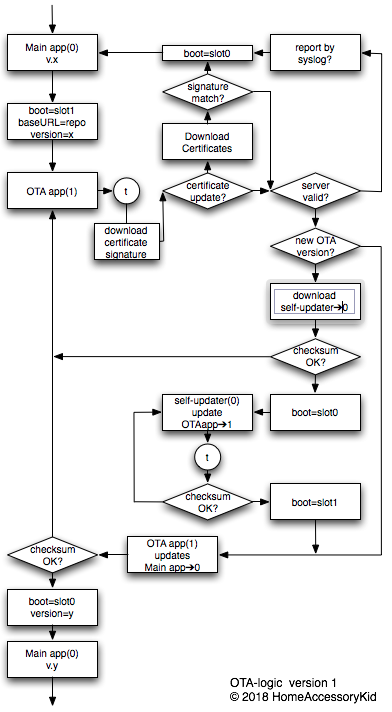 Main app(0)
v.x
boot=slot0
report by
syslog?
signature
match?
boot=slot1
baseURL=repo
version=x
Download
Certificates
OTA app(1)
t
certificate
update?
server
valid?
download
certificate
signature
new OTA
version?
download
self-updater➔0
checksum
OK?
self-updater(0)
update
OTAapp➔1
boot=slot0
t
checksum
OK?
boot=slot1
checksum
OK?
OTA app(1)
updates
Main app➔0
boot=slot0
version=y
Main app(0)
v.y
OTA-logic version 1
© 2018 HomeAccessoryKid